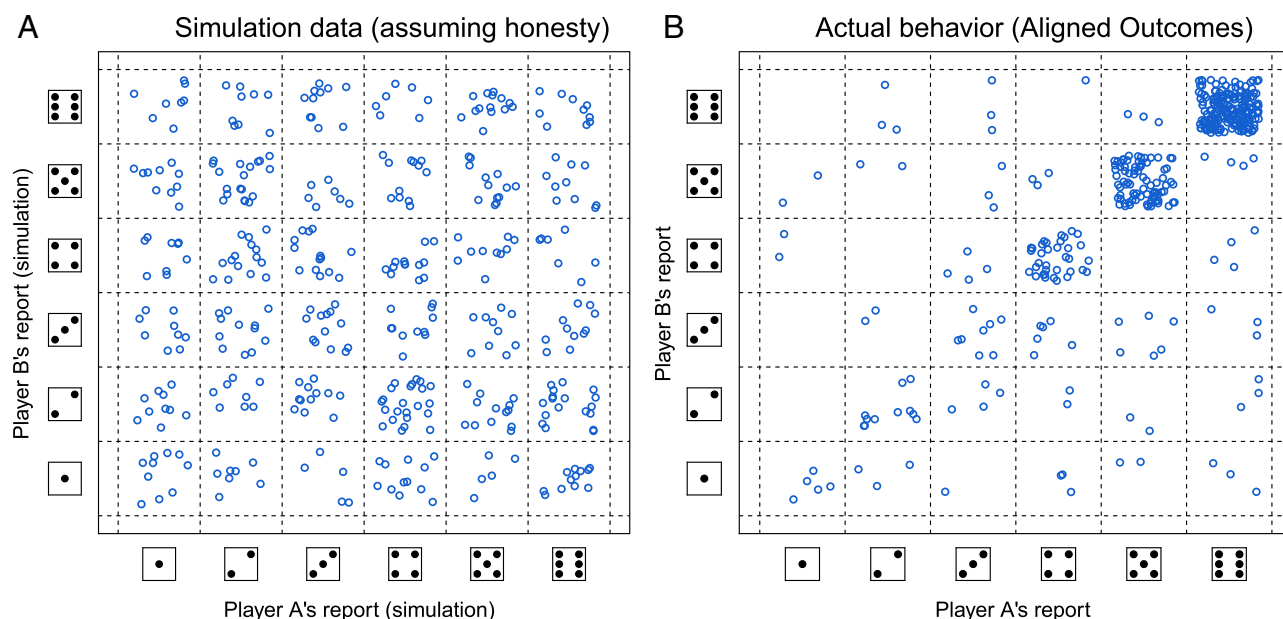 A
Simulation data (assuming honesty)
Player B's report (simulation)
Player A's report (simulation)
B
Actual behavior (Aligned Outcomes)
Player B's report
Player A's report